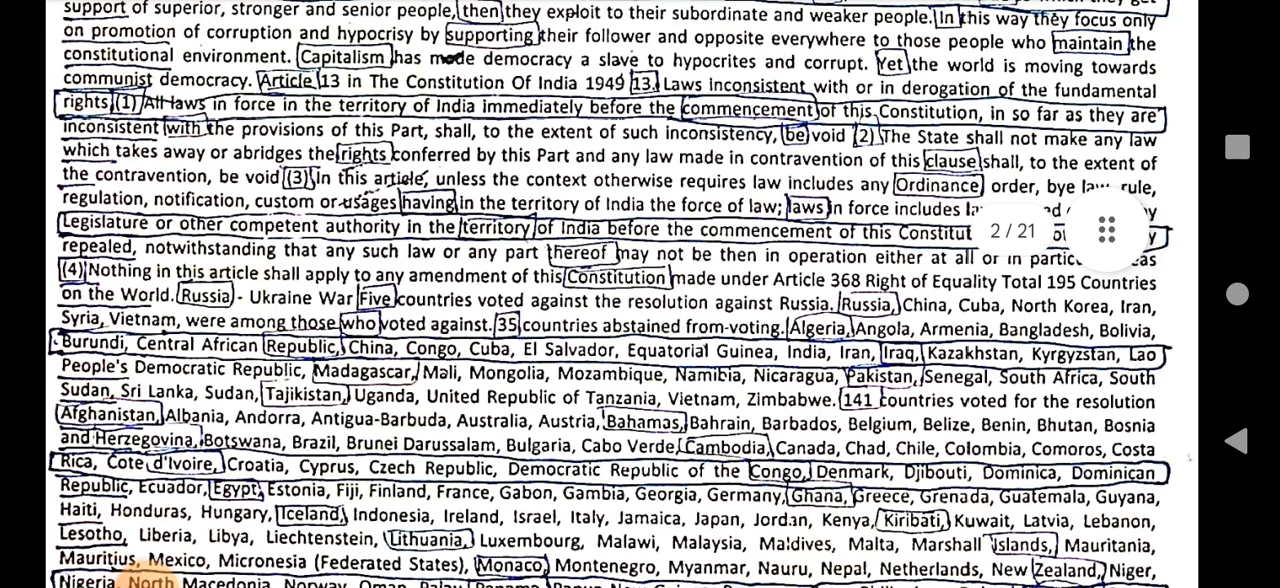 support of superior, stronger and senior people, then they exploit to their subordinate and weaker people. In this way they focus only
on promotion of corruption and hypocrisy by supporting their follower and opposite everywhere to those people who maintain the
constitutional environment. Capitalism has made democracy a slave to hypocrites and corrupt. Yet the world is moving towards
communist democracy. Article 13 in The Constitution Of India 1949 13. Laws inconsistent with or in derogation of the fundamental
rights (1) All laws in force in the territory of India immediately before the commencement of this Constitution, in so far as they are
inconsistent with the provisions of this Part, shall, to the extent of such inconsistency, be void (2) The State shall not make any law
which takes away or abridges the rights conferred by this Part and any law made in contravention of this clause shall, to the extent of
the contravention, be void (3) In this article, unless the context otherwise requires law includes any Ordinance, order, bye law, rule,
regulation, notification, custom or usages having in the territory of India the force of law; laws in force includes
Legislature or other competent authority in the territory of India before the commencement of this
2 / 21
repealed, notwithstanding that any such law or any part thereof may not be then in operation either at all or in
(4) Nothing in this article shall apply to any amendment of this Constitution made under Article 368 Right of Equality Total 195 Countries
on the World. Russia - Ukraine War Five countries voted against the resolution against Russia. Russia, China, Cuba, North Korea, Iran,
Syria, Vietnam, were among those who voted against. 35 countries abstained from-voting. Algeria, Angola, Armenia, Bangladesh, Bolivia,
Burundi, Central African Republic, China, Congo, Cuba, El Salvador, Equatorial Guinea, India, Iran, Iraq, Kazakhstan, Kyrgyzstan, Lao
People's Democratic Republic, Madagascar, Mali, Mongolia, Mozambique, Namibia, Nicaragua, Pakistan, Senegal, South Africa, South
Sudan, Sri Lanka, Sudan, Tajikistan, Uganda, United Republic of Tanzania, Vietnam, Zimbabwe. 141 countries voted for the resolution
Afghanistan, Albania, Andorra, Antigua-Barbuda, Australia, Austria, Bahamas, Bahrain, Barbados, Belgium, Belize, Benin, Bhutan, Bosnia
and Herzegovina, Botswana, Brazil, Brunei Darussalam, Bulgaria, Cabo Verde, Cambodia, Canada, Chad, Chile, Colombia, Comoros, Costa
Rica, Cote d'Ivoire, Croatia, Cyprus, Czech Republic, Democratic Republic of the Congo, Denmark, Djibouti, Dominica, Dominican
Republic, Ecuador, Egypt, Estonia, Fiji, Finland, France, Gabon, Gambia, Georgia, Germany, Ghana, Greece, Grenada, Guatemala, Guyana,
Haiti, Honduras, Hungary, Iceland, Indonesia, Ireland, Israel, Italy, Jamaica, Japan, Jordan, Kenya, Kiribati, Kuwait, Latvia, Lebanon,
Lesotho, Liberia, Libya, Liechtenstein, Lithuania, Luxembourg, Malawi, Malaysia, Maldives, Malta, Marshall Islands, Mauritania,
Mauritius, Mexico, Micronesia (Federated States), Monaco, Montenegro, Myanmar, Nauru, Nepal, Netherlands, New Zealand, Niger,
Nigeria, North Macedonia, Norway, Oman, Palau